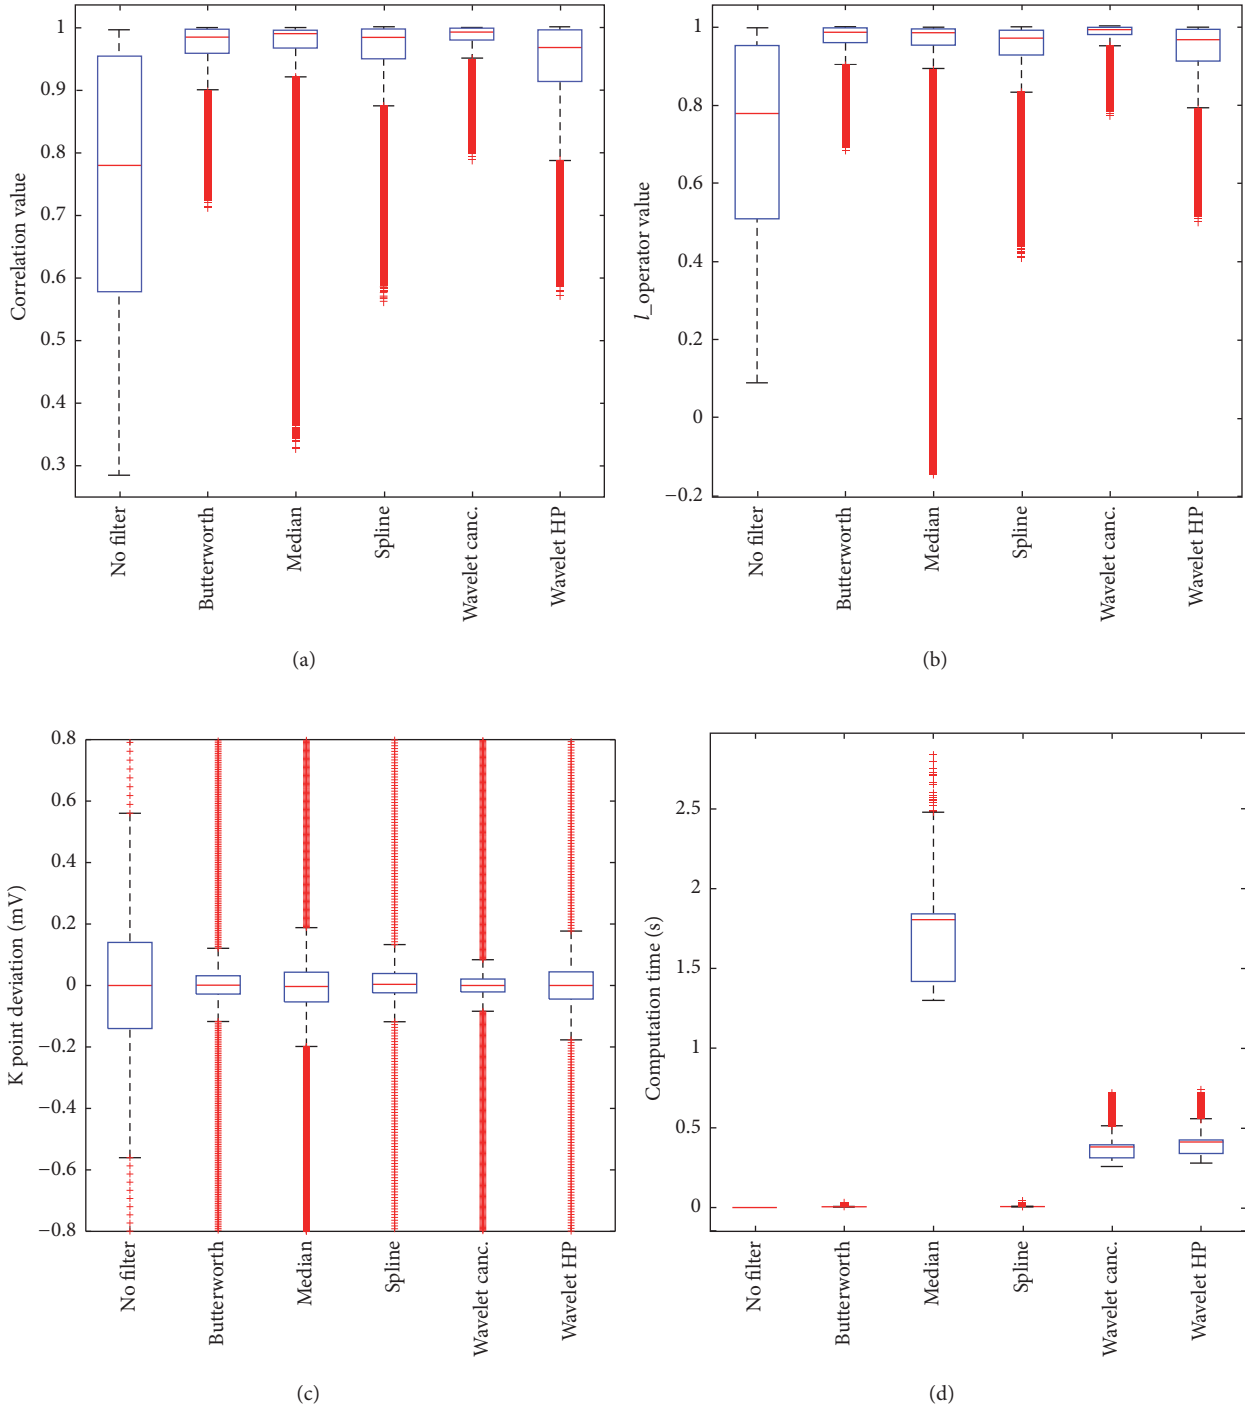 Correlation value
1
0.9
0.8
0.7
0.6
0.5
0.4
0.3
No filter
Butterworth
Median
Spline
Wavelet canc.
Wavelet HP
(a)
l_operator value
1
0.8
0.6
0.4
0.2
0
−0.2
No filter
Butterworth
Median
Spline
Wavelet canc.
Wavelet HP
(b)
K point deviation (mV)
0.8
0.6
0.4
0.2
0
−0.2
−0.4
−0.6
−0.8
No filter
Butterworth
Median
Spline
Wavelet canc.
Wavelet HP
(c)
Computation time (s)
2.5
2
1.5
1
0.5
0
No filter
Butterworth
Median
Spline
Wavelet canc.
Wavelet HP
(d)